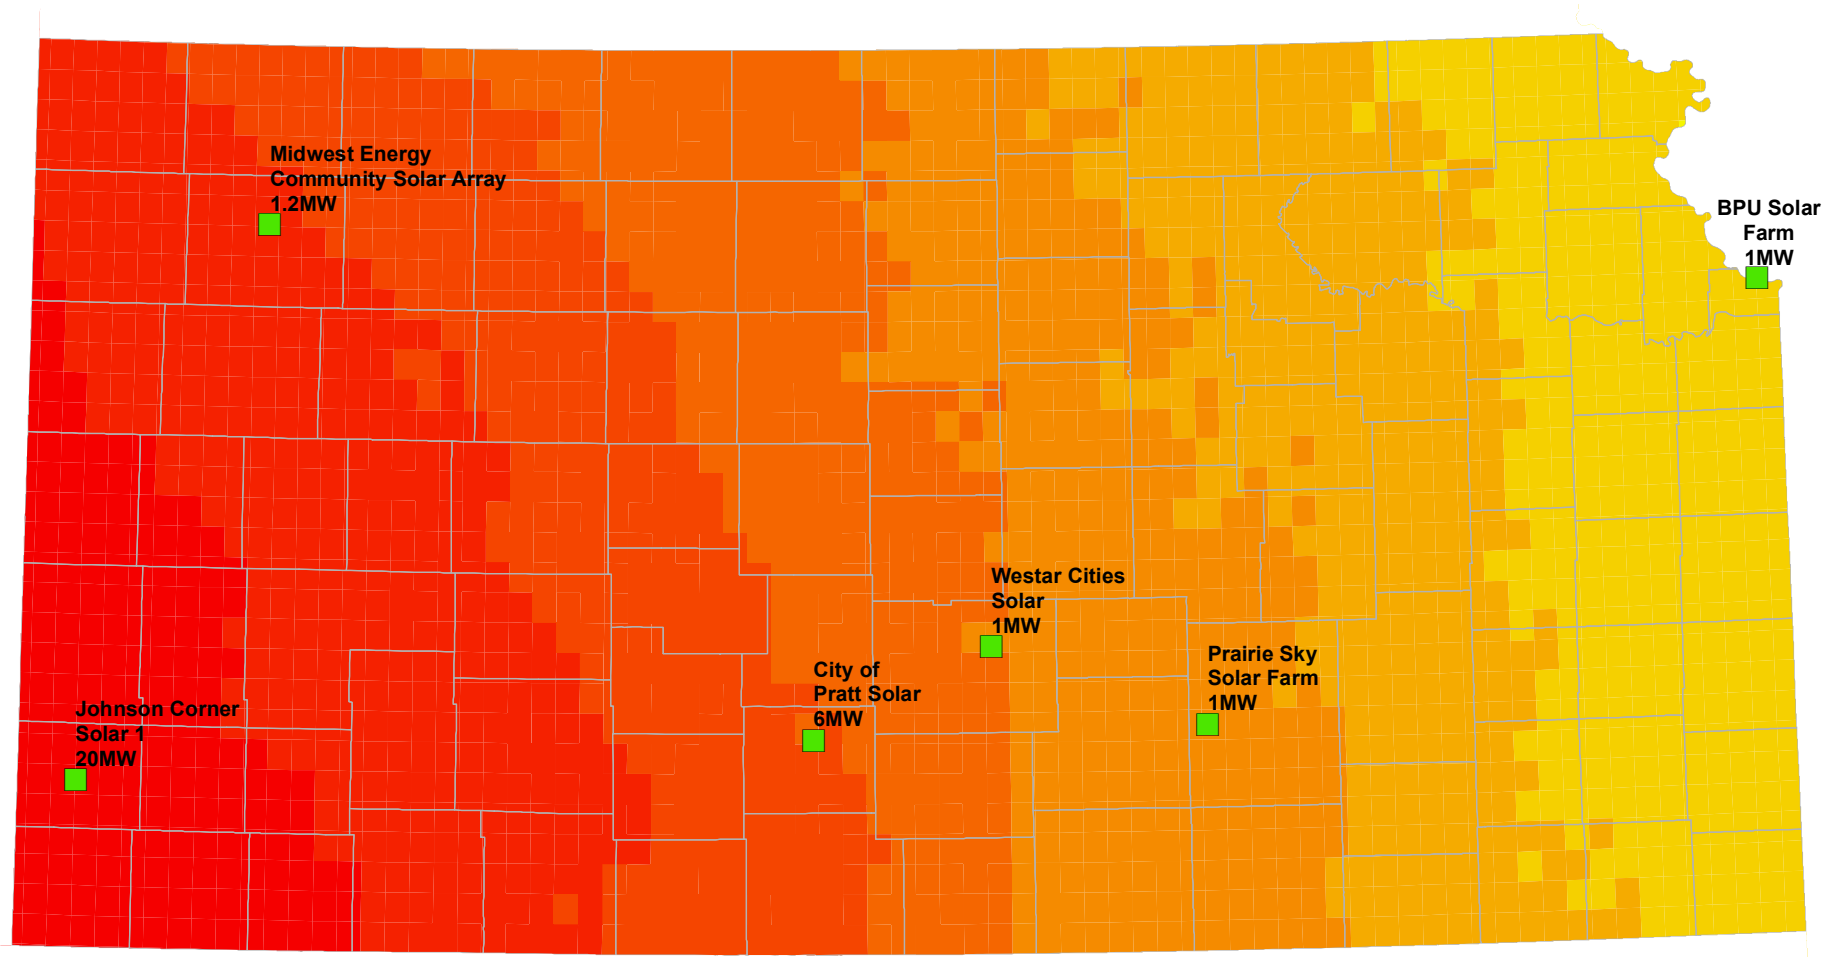 Midwest Energy
Community Solar Array
1.2MW
BPU Solar
Farm
1MW
Westar Cities
Solar
1MW
Prairie Sky
Solar Farm
1MW
City of
Pratt Solar
6MW
Johnson Corner
Solar 1
20MW